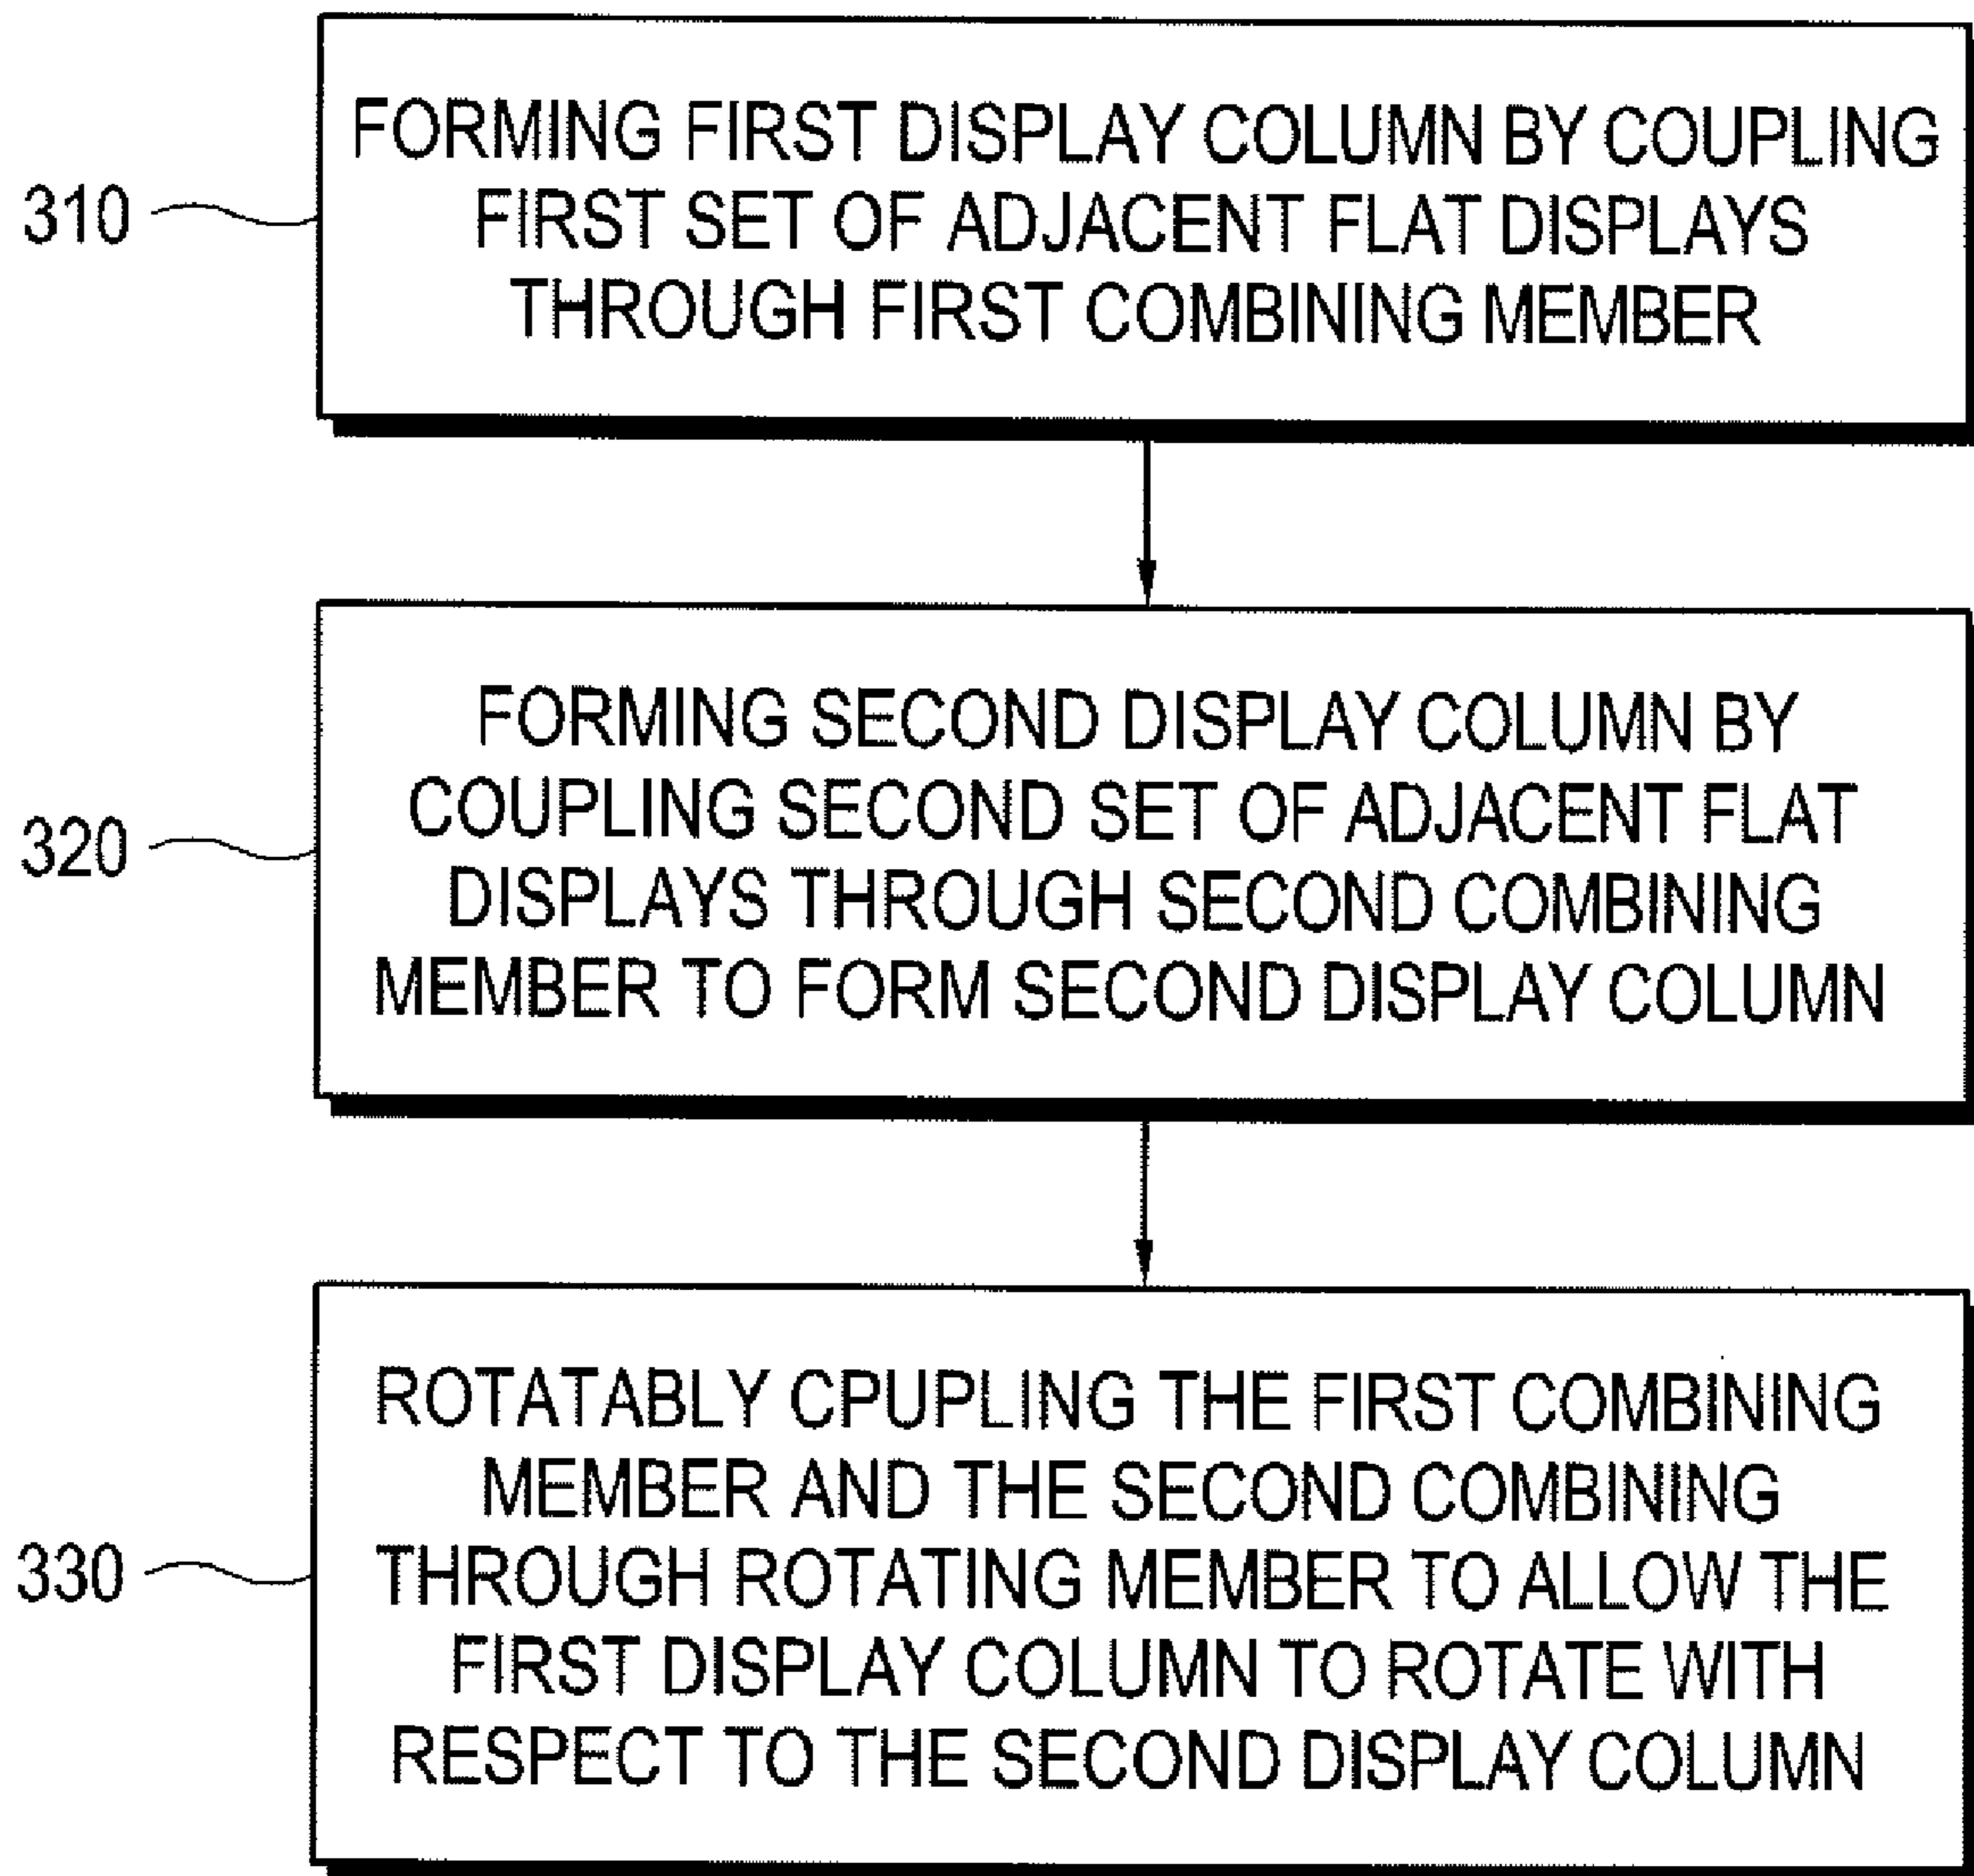 FORMING FIRST DISPLAY COLUMN BY COUPLING
310
FIRST SET OF ADJACENT FLAT DISPLAYS
THROUGH FIRST COMBINING MEMBER
FORMING SECOND DISPLAY COLUMN BY
COUPLING SECOND SET OF ADJACENT FLAT
320
DISPLAYS THROUGH SECOND COMBINING
MEMBER TO FORM SECOND DISPLAY COLUMN
ROTATABLY CPUPLING THE FIRST COMBINING
MEMBER AND THE SECOND COMBINING
330
THROUGH ROTATING MEMBER TO ALLOW THE
FIRST DISPLAY COLUMN TO ROTATE WITH
RESPECT TO THE SECOND DISPLAY COLUMN